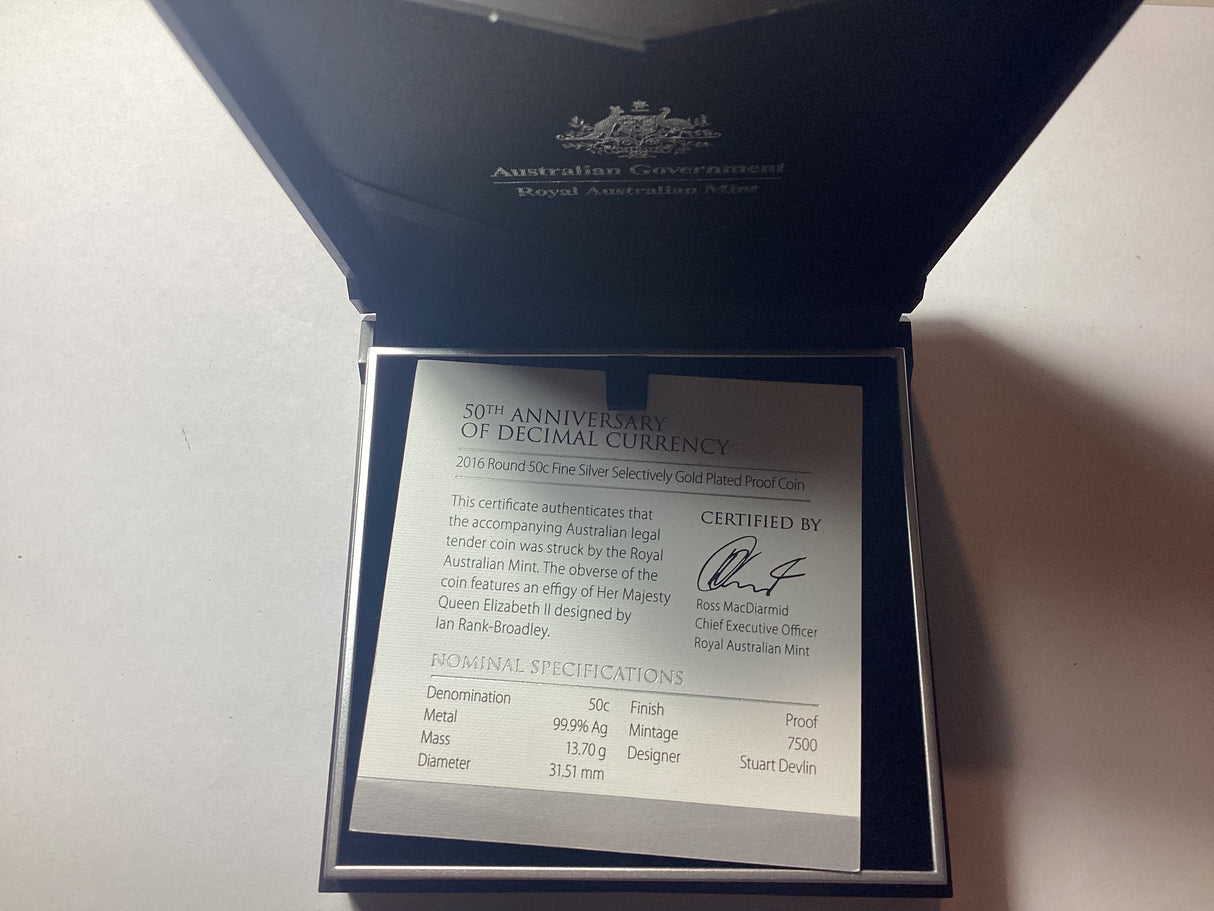 Australian Government
Royal Australian Mint
50TH ANNIVERSARY
OF DECIMAL CURRENCY
2016 Round 50c Fine Silver Selectively Gold Plated Proof Coin
This certificate authenticates that
the accompanying Australian legal
tender coin was struck by the Royal
Australian Mint. The obverse of the
coin features an effigy of Her Majesty
Queen Elizabeth II designed by
Ian Rank-Broadley.
CERTIFIED BY
Ross MacDiarmid
Chief Executive Officer
Royal Australian Mint
NOMINAL SPECIFICATIONS
Denomination 50c Finish Proof
Metal 99.9% Ag Mintage 7500
Mass 13.70 g Designer Stuart Devlin
Diameter 31.51 mm